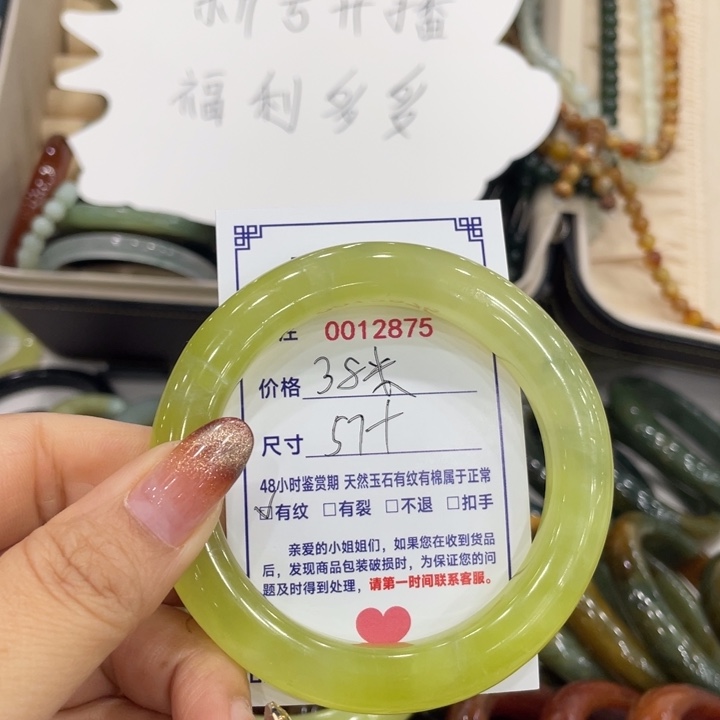 新号开播
福利多多
注 0012875
价格 38米
尺寸 57+
48小时鉴赏期 天然玉石有纹有棉属于正常
☑有纹 □有裂 □不退 □扣手
亲爱的小姐姐们，如果您在收到货品
后，发现商品包装破损时，为保证您的问
题及时得到处理，请第一时间联系客服。